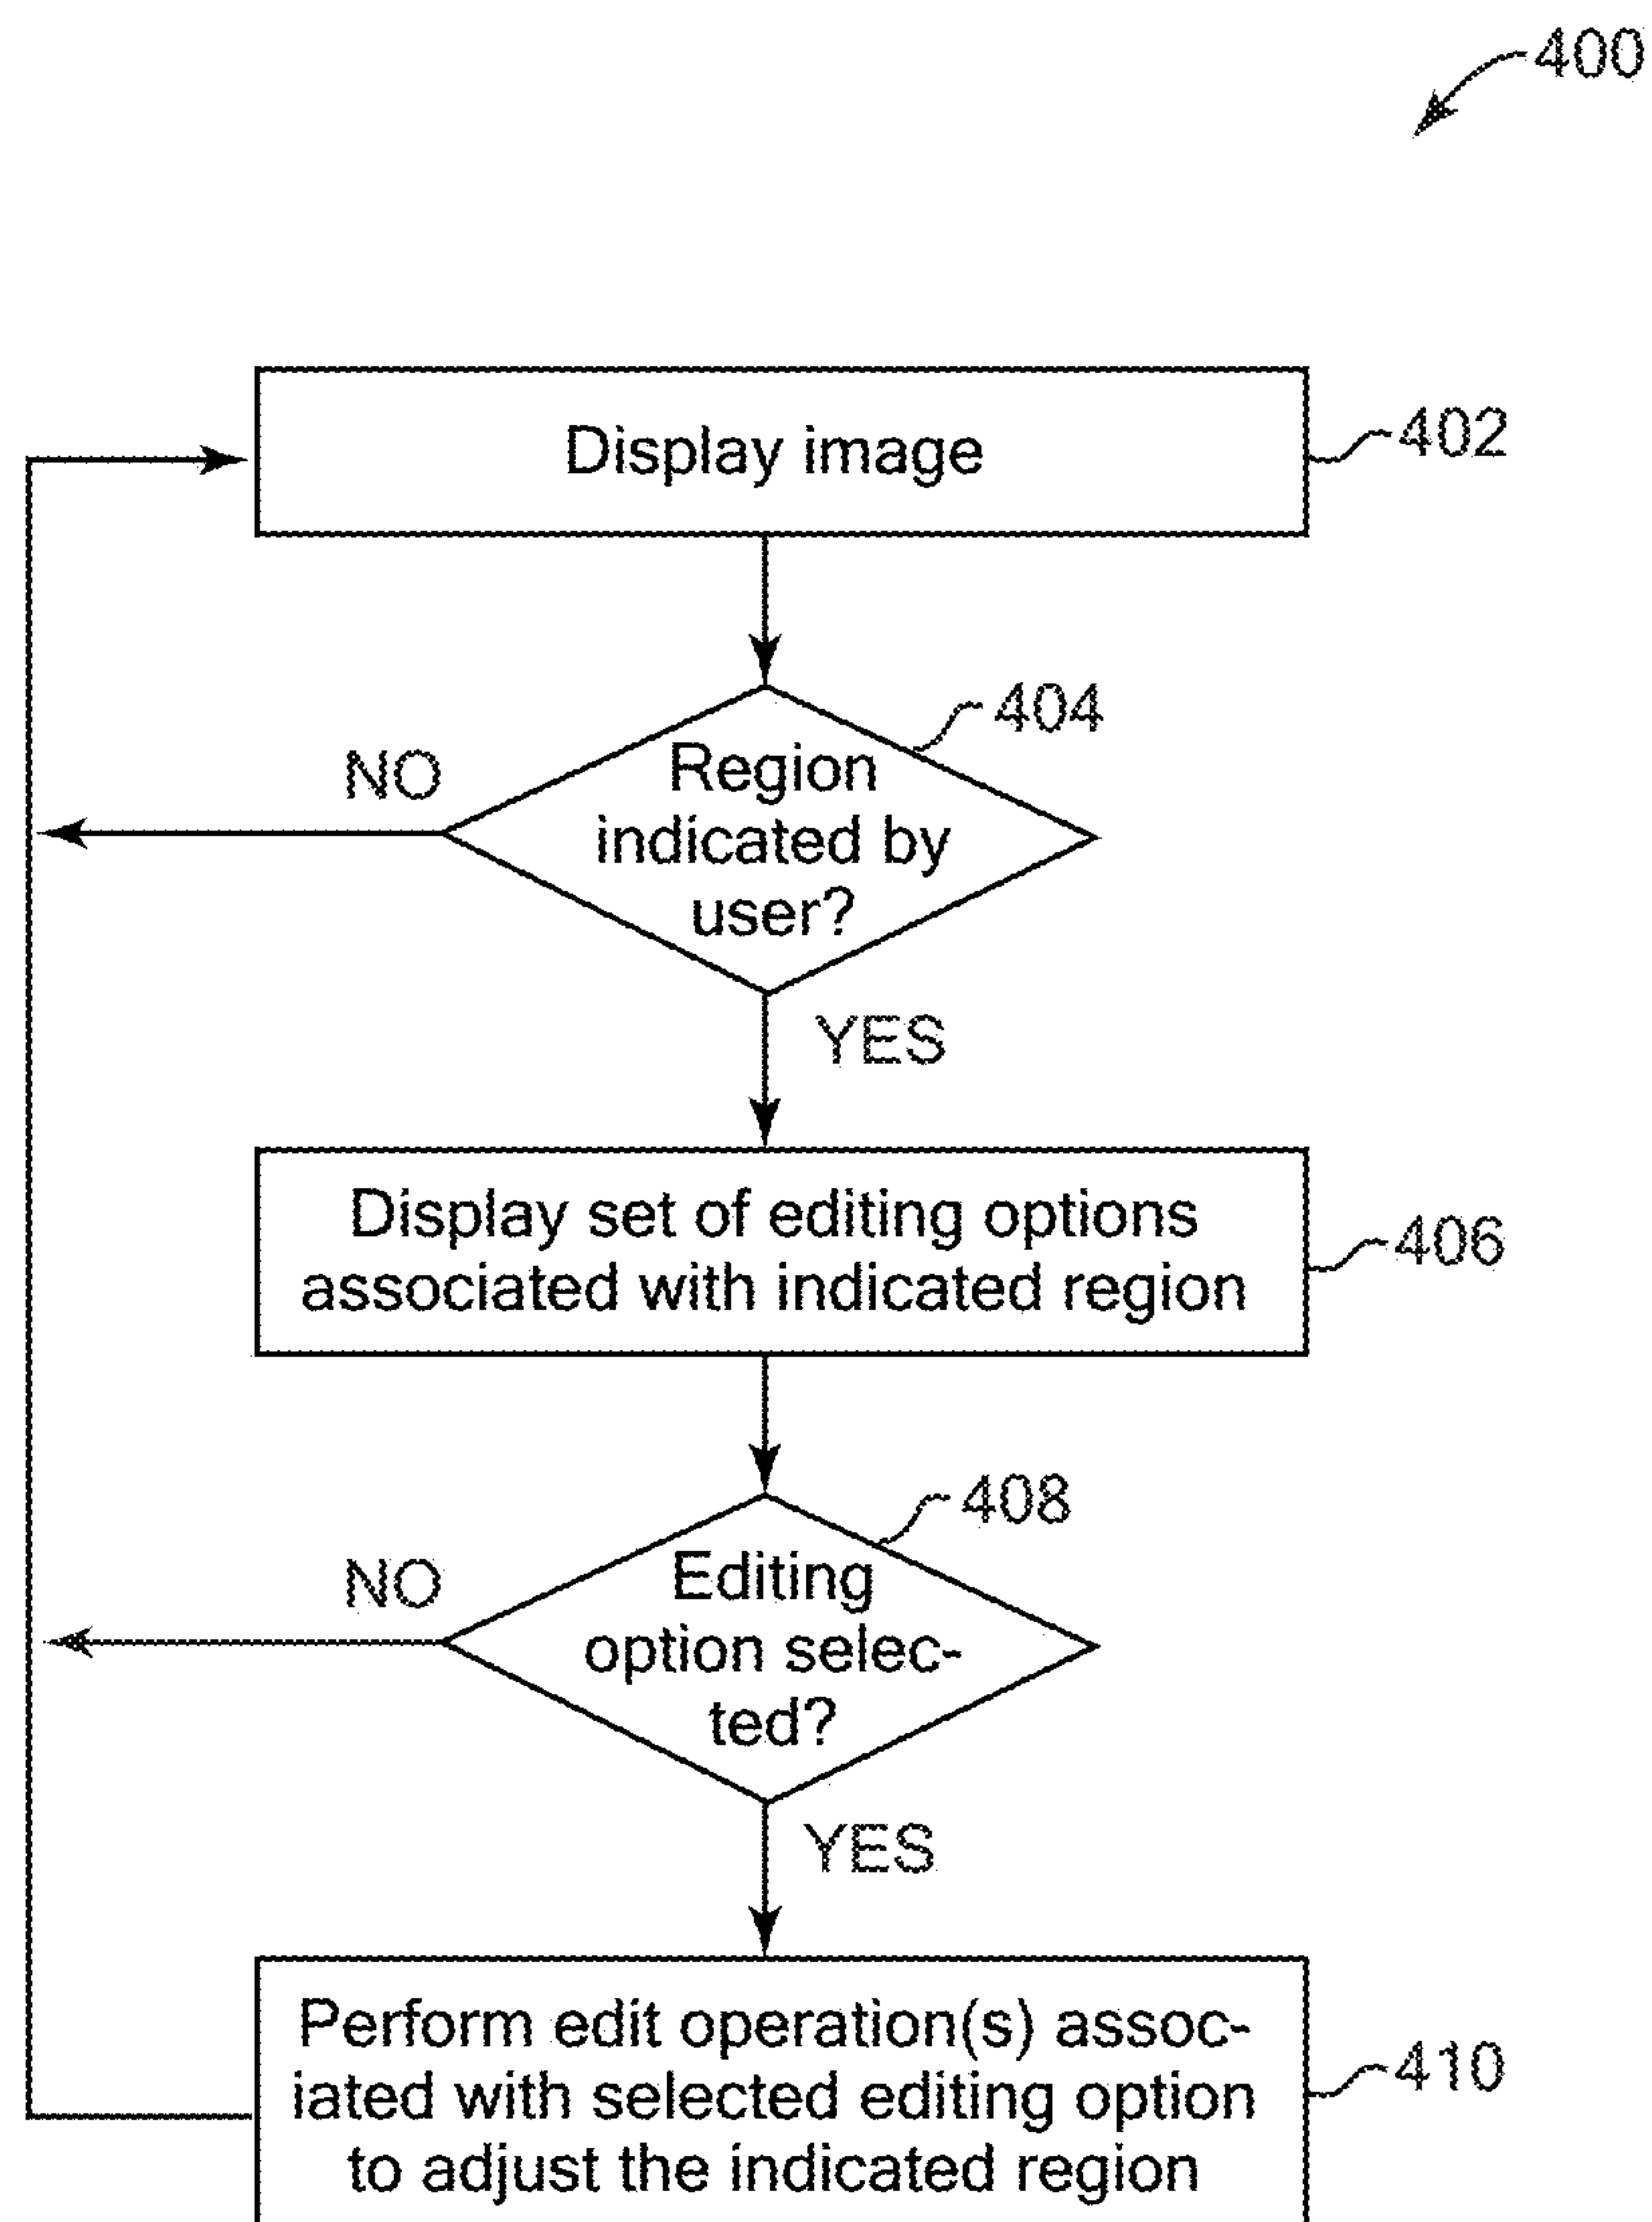 400
Display image
402
404
Region
indicated by
user?
NO
YES
Display set of editing options
associated with indicated region
406
408
Editing
option selec-
ted?
NO
YES
Perform edit operation(s) assoc-
iated with selected editing option
to adjust the indicated region
410